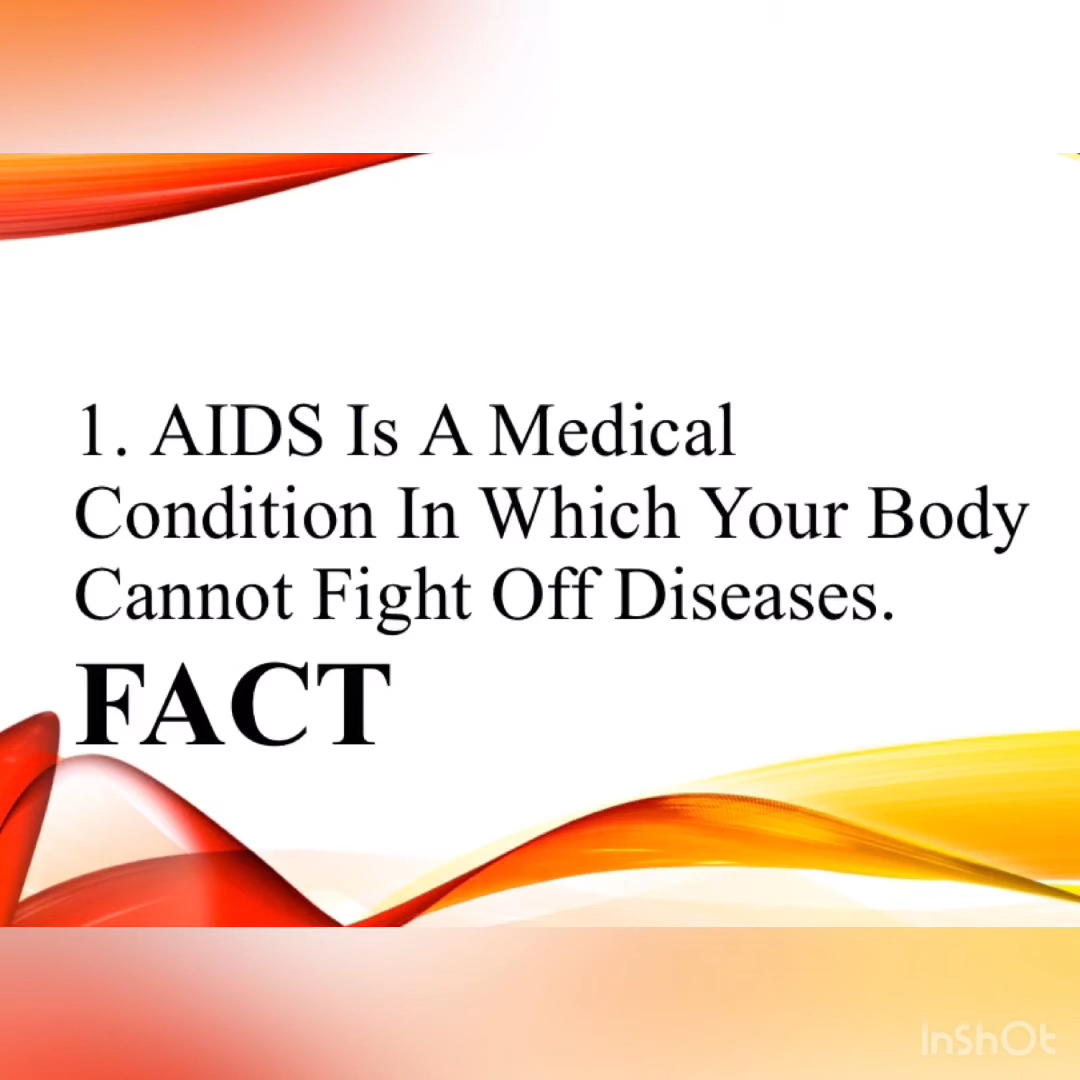 1. AIDS Is A Medical
Condition In Which Your Body
Cannot Fight Off Diseases.
FACT
InShOt